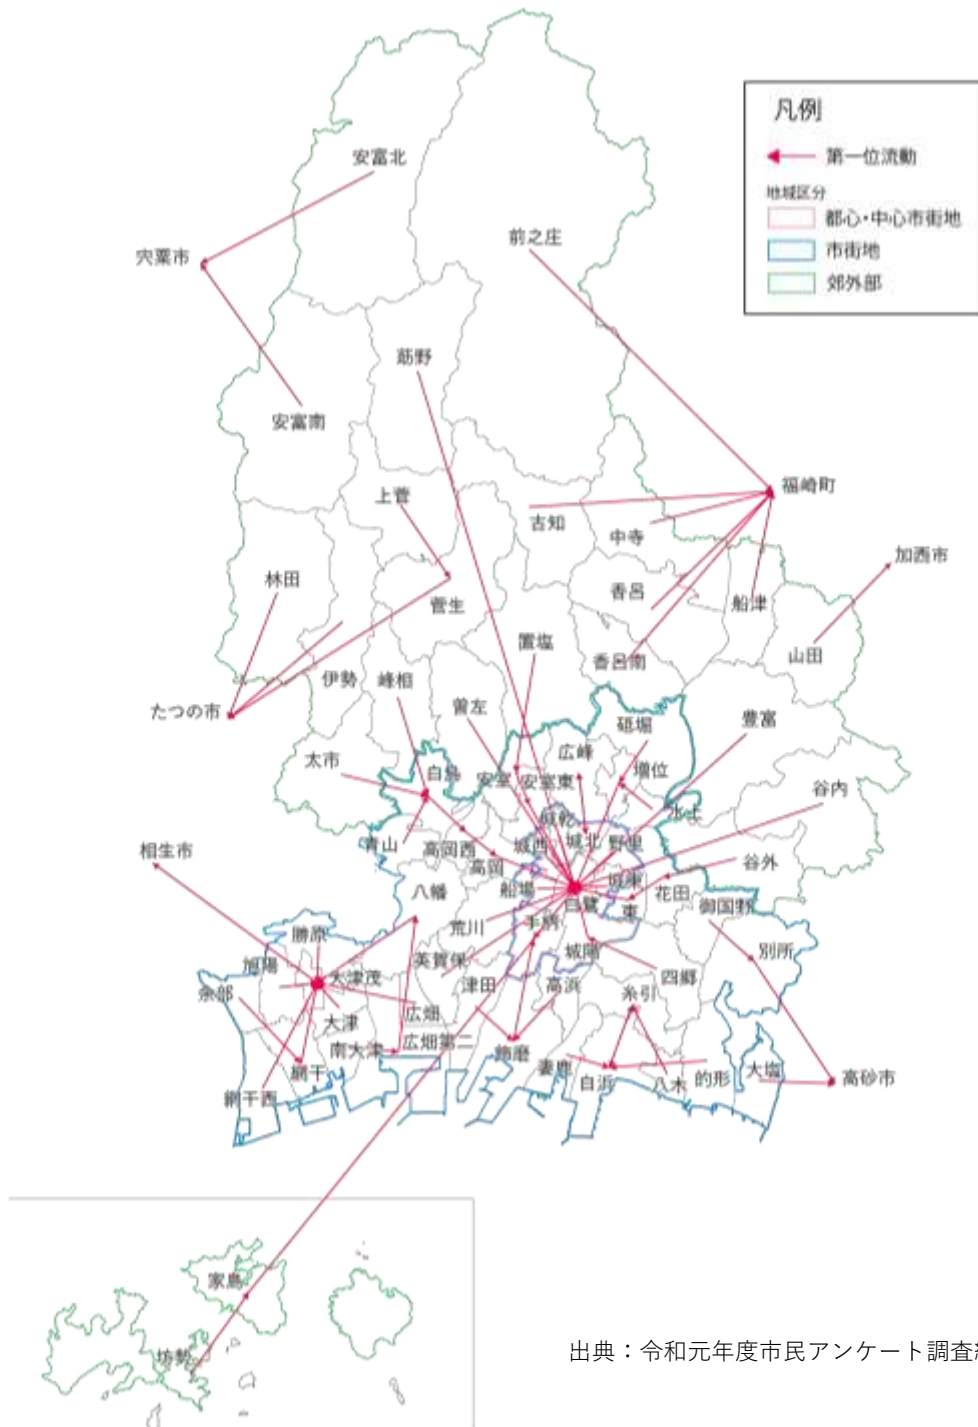 凡例
第一位流動
地域区分
都心・中心市街地
市街地
郊外部
安富北
前之庄
宍粟市
莇野
安富南
福崎町
上菅
古知
中寺
加西市
林田
菅生
香呂
船津
置塩
山田
香呂南
伊勢
峰相
たつの市
曽左
砥堀
豊富
広峰
太市
白鳥
安室
安室東
増位
谷内
水上
城乾
青山
高岡西
城西
城北
野里
相生市
高岡
谷外
八幡
船場
城東
花田
白鷺
東
御国野
荒川
手柄
勝原
城陽
別所
美賀保
旭陽
大津茂
四郷
余部
津田
高浜
糸引
広畑
大津
南大津
広畑第二
飾磨
妻鹿
大塩
網干
白浜
八木
的形
高砂市
網干西
家島
坊勢
出典：令和元年度市民アンケート調査